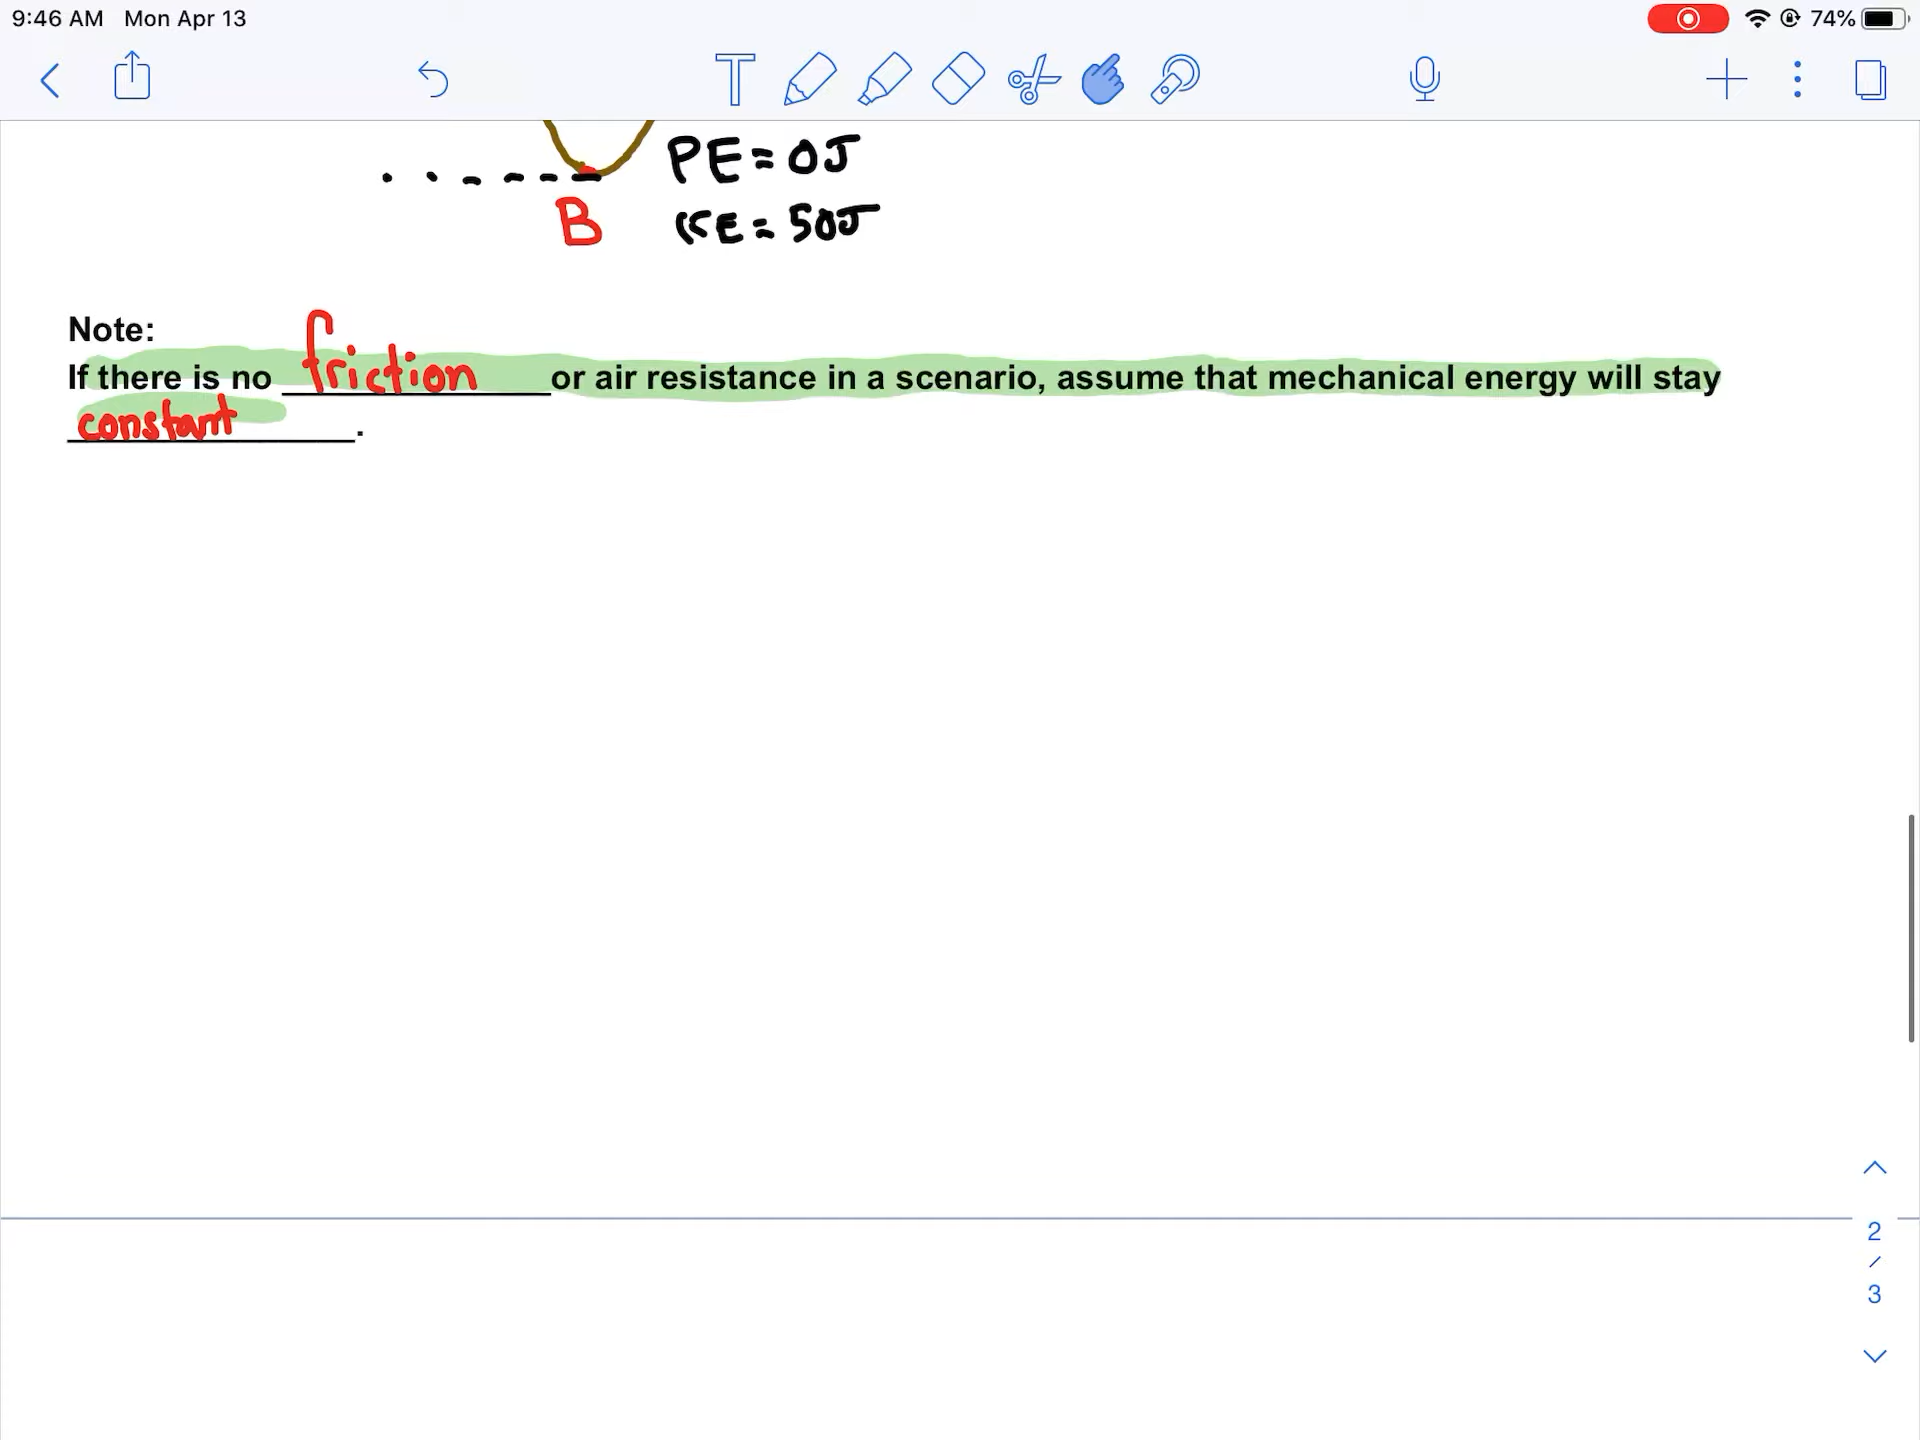 9:46 AM Mon Apr 13 74%
T
PE = 0J
B KE = 50J
Note:
If there is no friction or air resistance in a scenario, assume that mechanical energy will stay
constant.
2
/
3